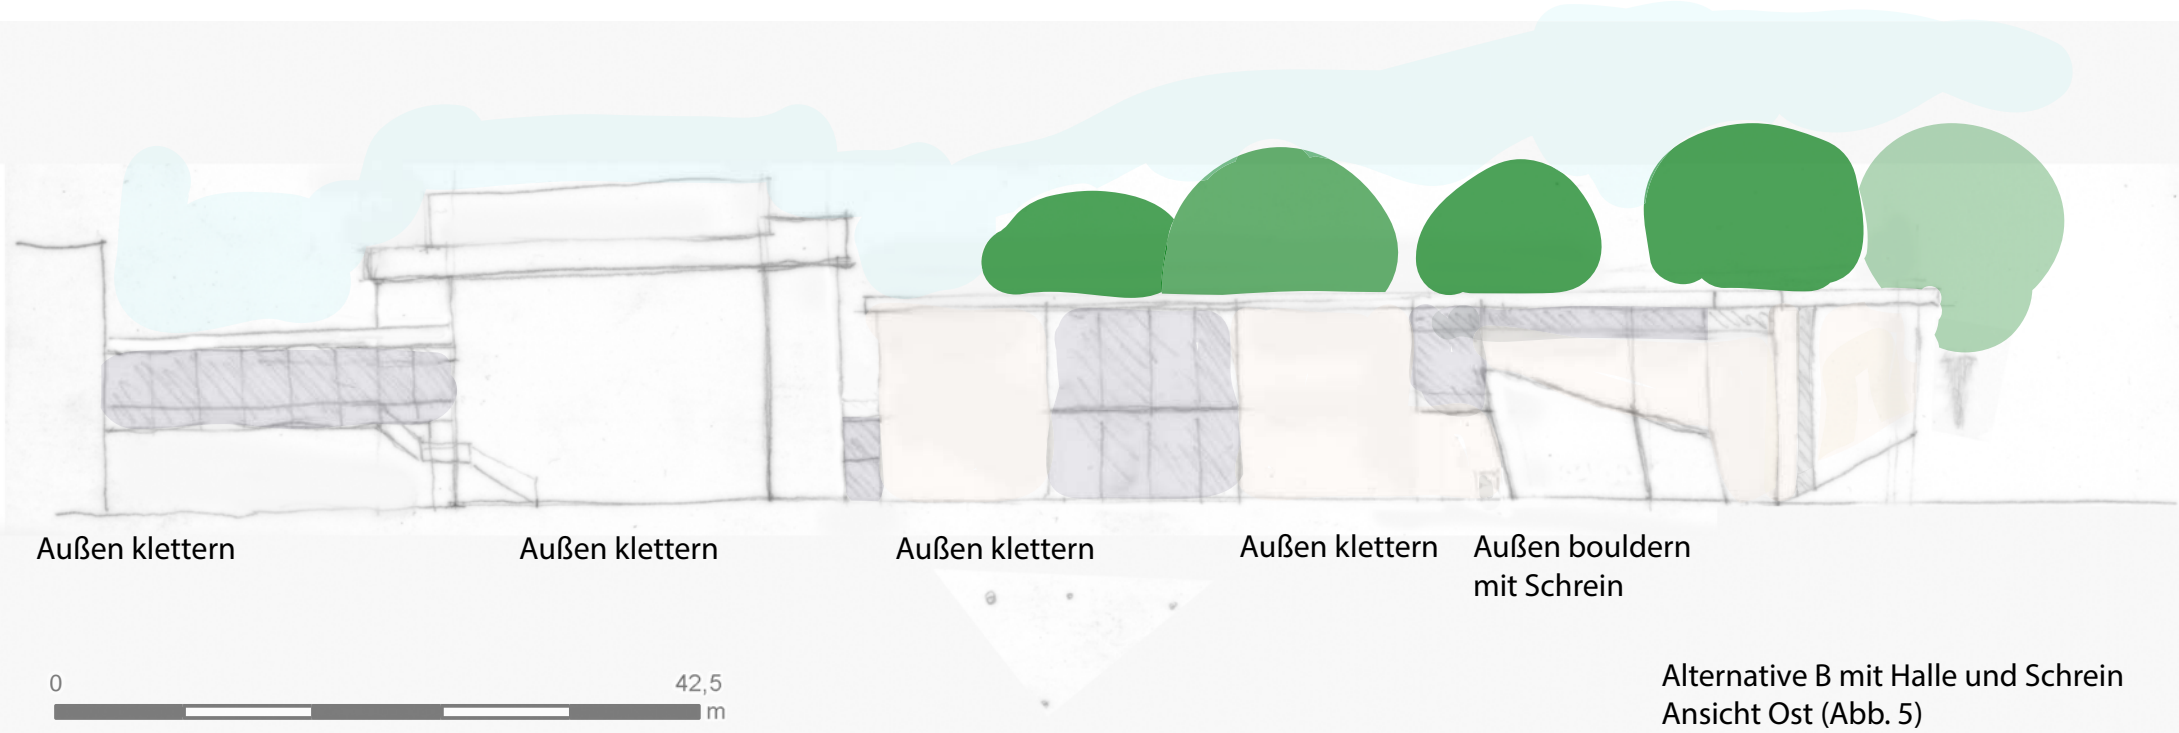 Außen klettern
Außen klettern
Außen klettern
Außen klettern
Außen bouldern
mit Schrein
0
42,5
m
Alternative B mit Halle und Schrein
Ansicht Ost (Abb. 5)